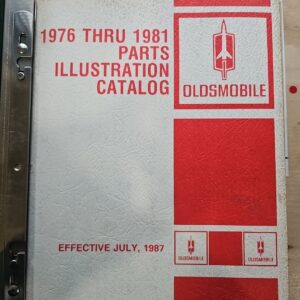 1976 THRU 1981
PARTS
ILLUSTRATION
CATALOG
OLDSMOBILE
EFFECTIVE JULY, 1987
OLDSMOBILE
OLDSMOBILE